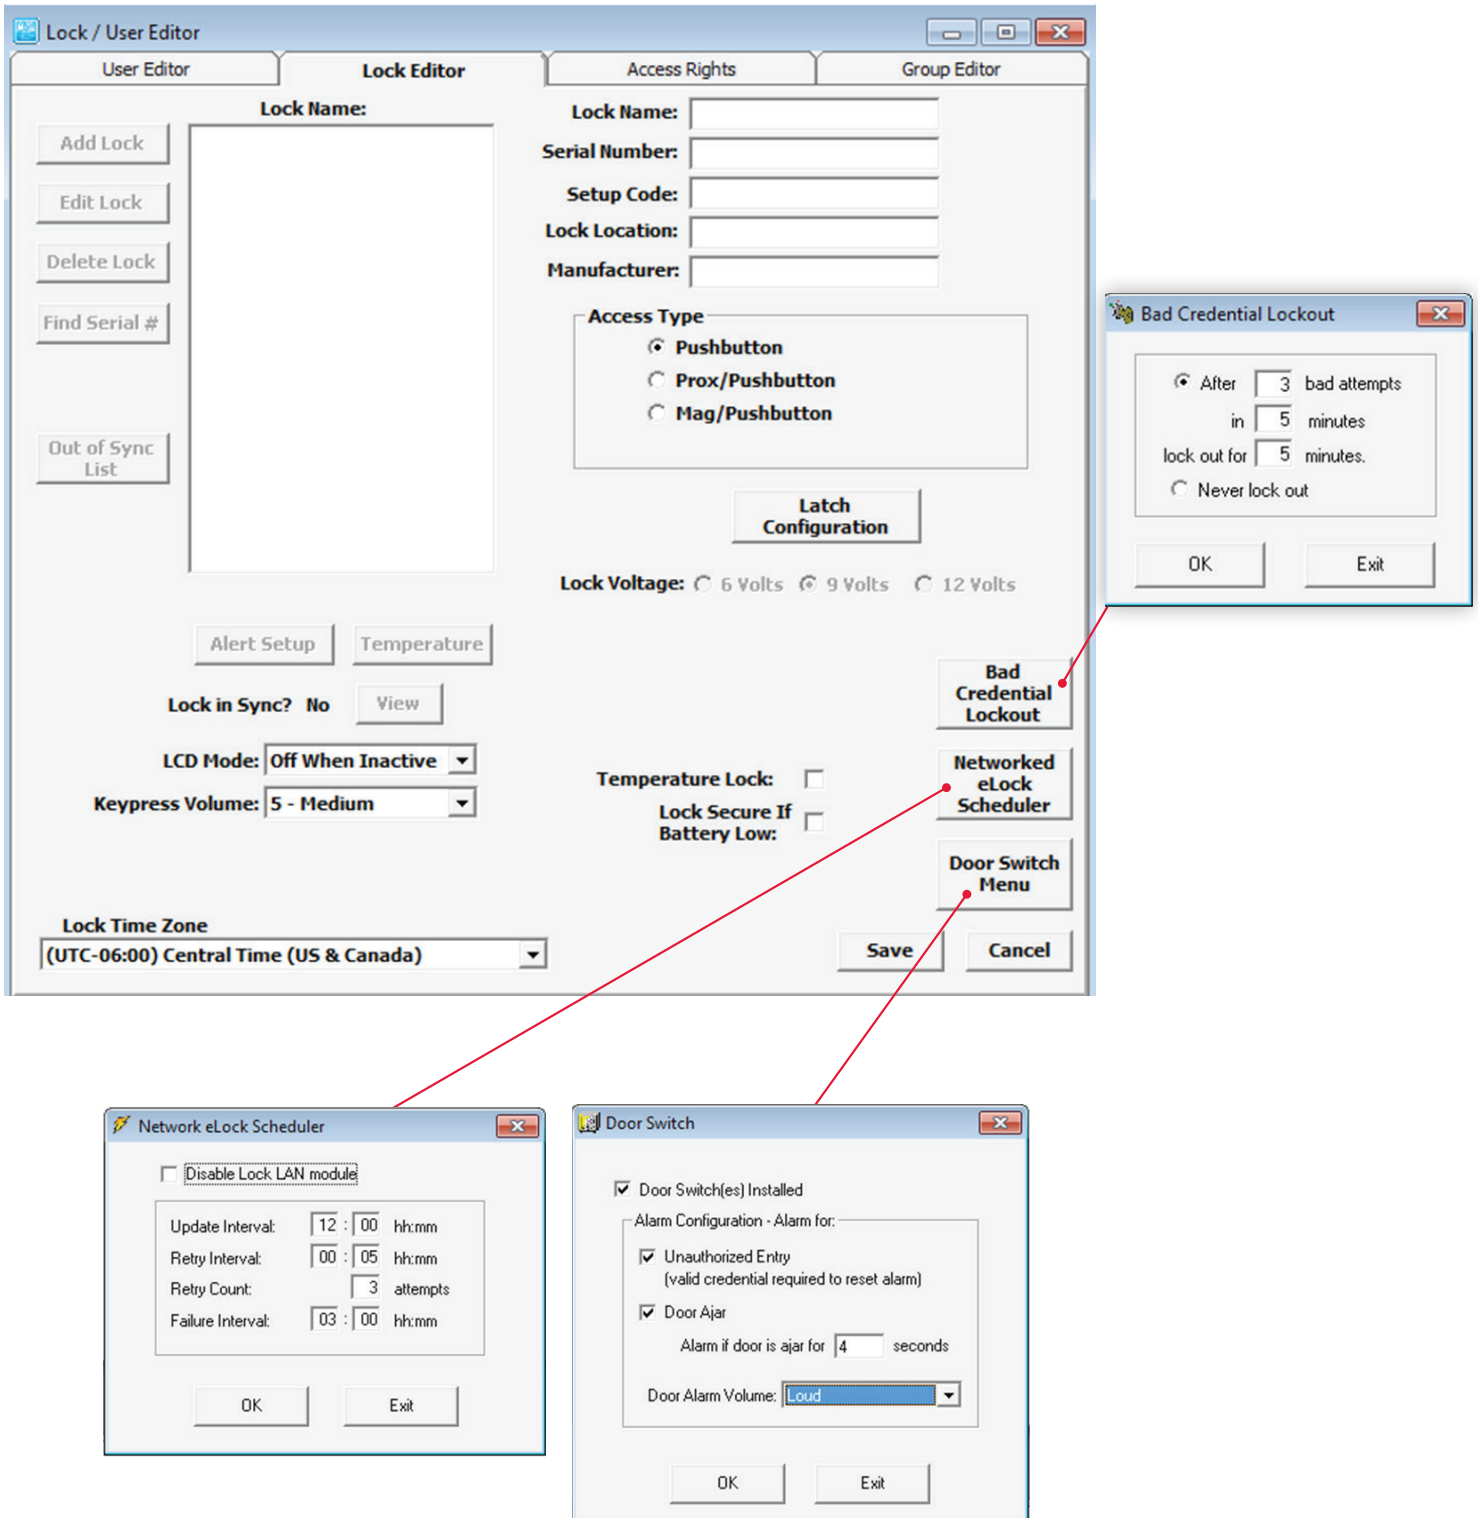 Lock / User Editor
User Editor
Lock Editor
Access Rights
Group Editor
Lock Name:
Add Lock
Edit Lock
Delete Lock
Find Serial #
Out of Sync
List
Lock Name:
Serial Number:
Setup Code:
Lock Location:
Manufacturer:
Access Type
Pushbutton
Prox/Pushbutton
Mag/Pushbutton
Latch
Configuration
Lock Voltage: 6 Volts 9 Volts 12 Volts
Alert Setup
Temperature
Lock in Sync? No View
LCD Mode: Off When Inactive
Keypress Volume: 5 - Medium
Temperature Lock:
Lock Secure If
Battery Low:
Bad
Credential
Lockout
Networked
eLock
Scheduler
Door Switch
Menu
Lock Time Zone
(UTC-06:00) Central Time (US & Canada)
Save
Cancel
Bad Credential Lockout
After 3 bad attempts
in 5 minutes
lock out for 5 minutes.
Never lock out
OK
Exit
Network eLock Scheduler
Disable Lock LAN module
Update Interval: 12 : 00 hh:mm
Retry Interval: 00 : 05 hh:mm
Retry Count: 3 attempts
Failure Interval: 03 : 00 hh:mm
OK
Exit
Door Switch
Door Switch(es) Installed
Alarm Configuration - Alarm for:
Unauthorized Entry
(valid credential required to reset alarm)
Door Ajar
Alarm if door is ajar for 4 seconds
Door Alarm Volume: Loud
OK
Exit